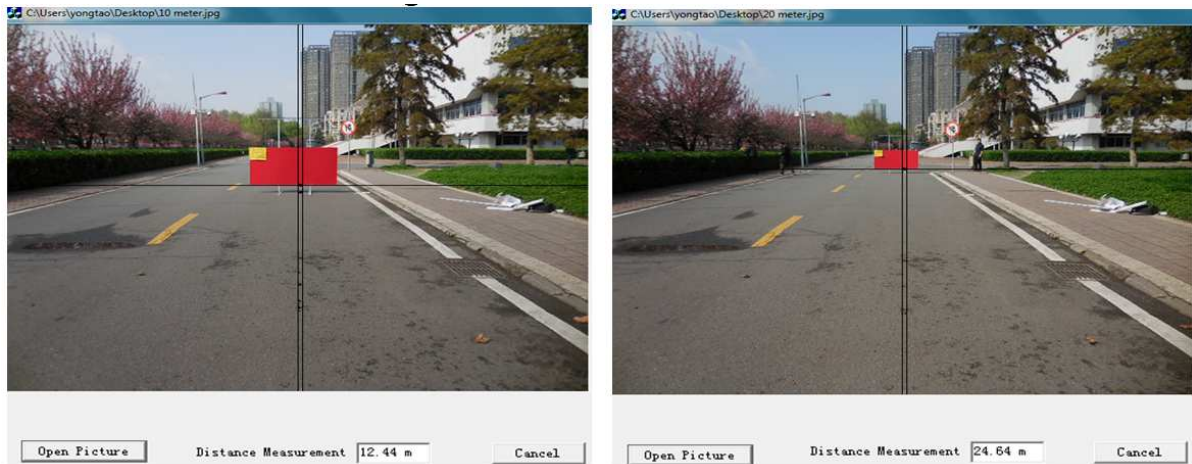 C:\Users\yongtao\Desktop\10 meter.jpg
Open Picture
Distance Measurement
12.44 m
Cancel
C:\Users\yongtao\Desktop\20 meter.jpg
Open Picture
Distance Measurement
24.64 m
Cancel